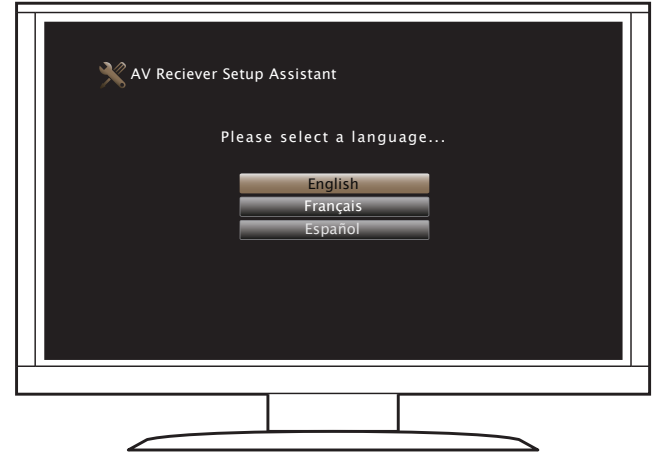 AV Reciever Setup Assistant
Please select a language...
English
Français
Español